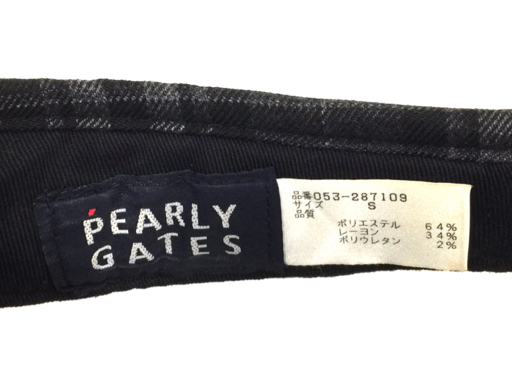 PEARLY
GATES
品番053-287109
サイズ S
品質
ポリエステル 64%
レーヨン 34%
ポリウレタン 2%